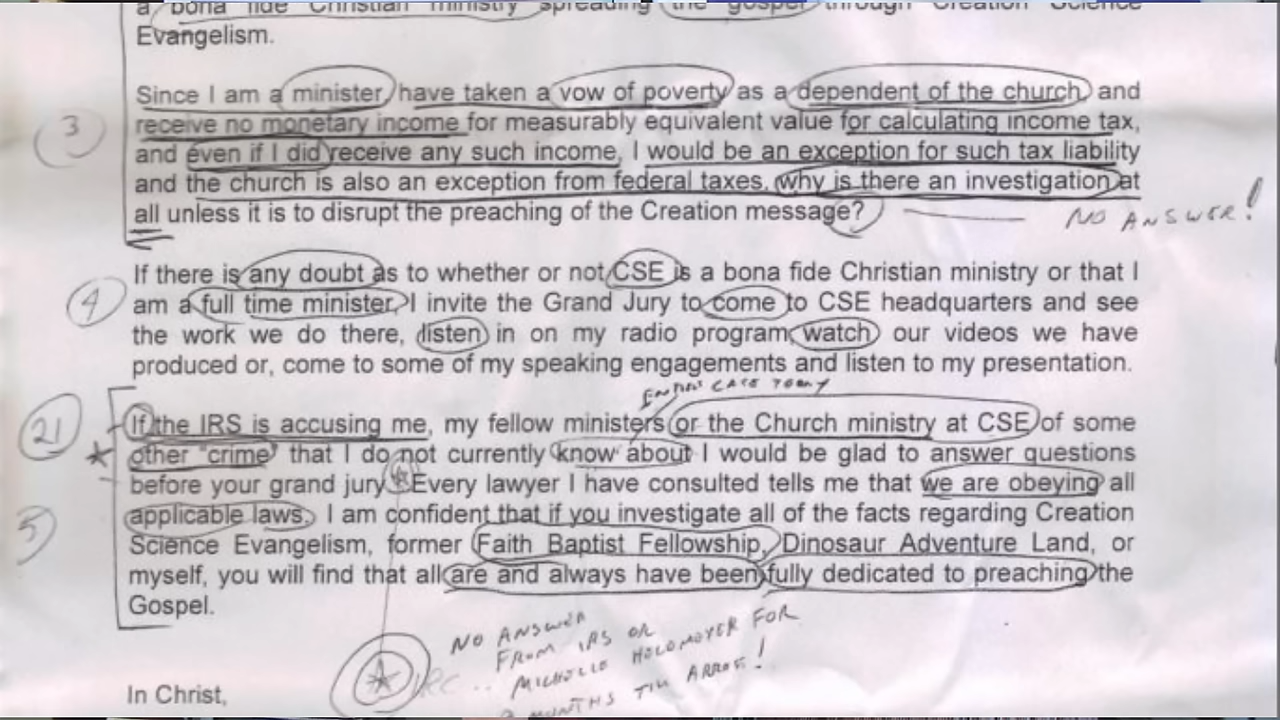 a bona fide Christian ministry spreading the gospel through Creation Science
Evangelism.
Since I am a minister, have taken a vow of poverty as a dependent of the church, and
3
receive no monetary income for measurably equivalent value for calculating income tax,
and even if I did receive any such income, I would be an exception for such tax liability
and the church is also an exception from federal taxes, why is there an investigation at
all unless it is to disrupt the preaching of the Creation message?
NO ANSWER!
If there is any doubt as to whether or not CSE is a bona fide Christian ministry or that I
4
am a full time minister, I invite the Grand Jury to come to CSE headquarters and see
the work we do there, listen in on my radio program, watch our videos we have
produced or, come to some of my speaking engagements and listen to my presentation.
CASE TODAY
21
If the IRS is accusing me, my fellow ministers or the Church ministry at CSE of some
other "crime" that I do not currently know about I would be glad to answer questions
before your grand jury. Every lawyer I have consulted tells me that we are obeying all
5
applicable laws. I am confident that if you investigate all of the facts regarding Creation
Science Evangelism, former Faith Baptist Fellowship, Dinosaur Adventure Land, or
myself, you will find that all are and always have been fully dedicated to preaching the
Gospel.
NO ANSWER
FROM IRS OR
MICHELLE HELDMEYER FOR
MONTHS TILL ARREST!
In Christ,